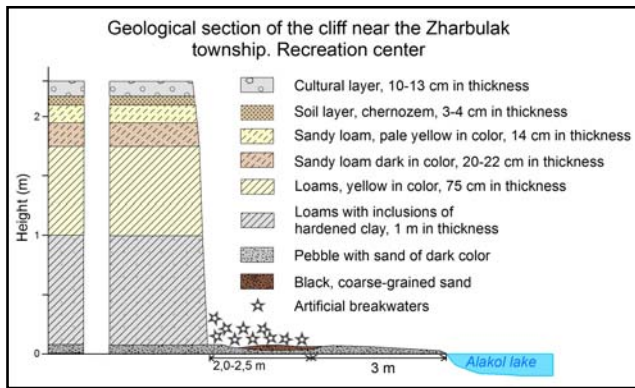 Geological section of the cliff near the Zharbulak
township. Recreation center
Cultural layer, 10-13 cm in thickness
Soil layer, chernozem, 3-4 cm in thickness
Sandy loam, pale yellow in color, 14 cm in thickness
Sandy loam dark in color, 20-22 cm in thickness
Loams, yellow in color, 75 cm in thickness
Loams with inclusions of
hardened clay, 1 m in thickness
Pebble with sand of dark color
Black, coarse-grained sand
Artificial breakwaters
Height (m)
2
1
0
2,0-2,5 m
3 m
Alakol lake